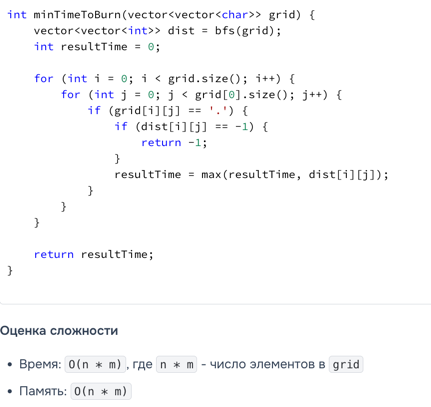 int minTimeToBurn(vector<vector<char>> grid) {
    vector<vector<int>> dist = bfs(grid);
    int resultTime = 0;

    for (int i = 0; i < grid.size(); i++) {
        for (int j = 0; j < grid[0].size(); j++) {
            if (grid[i][j] == '.') {
                if (dist[i][j] == -1) {
                    return -1;
                }
                resultTime = max(resultTime, dist[i][j]);
            }
        }
    }

    return resultTime;
}
Оценка сложности
• Время: O(n * m), где n * m - число элементов в grid
• Память: O(n * m)